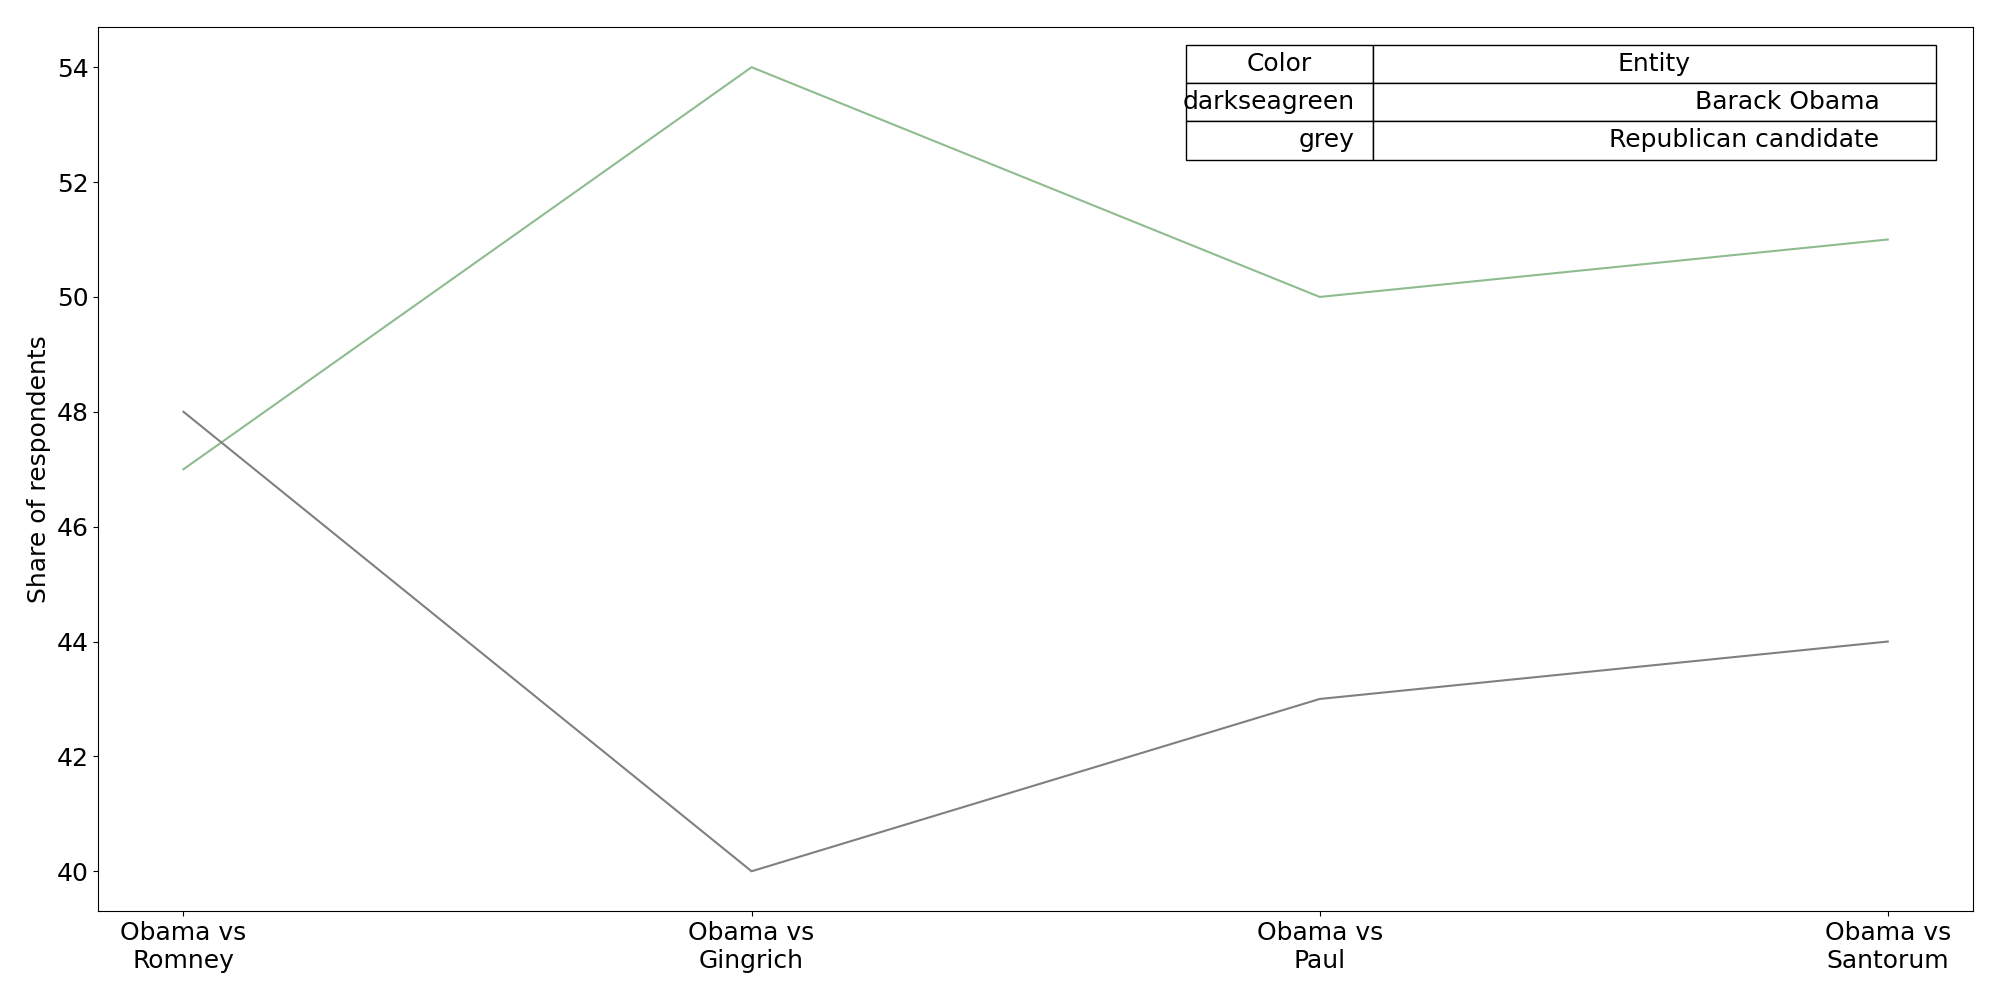 Color Entity
darkseagreen Barack Obama
grey Republican candidate
Share of respondents
54
52
50
48
46
44
42
40
Obama vs
Romney
Obama vs
Gingrich
Obama vs
Paul
Obama vs
Santorum